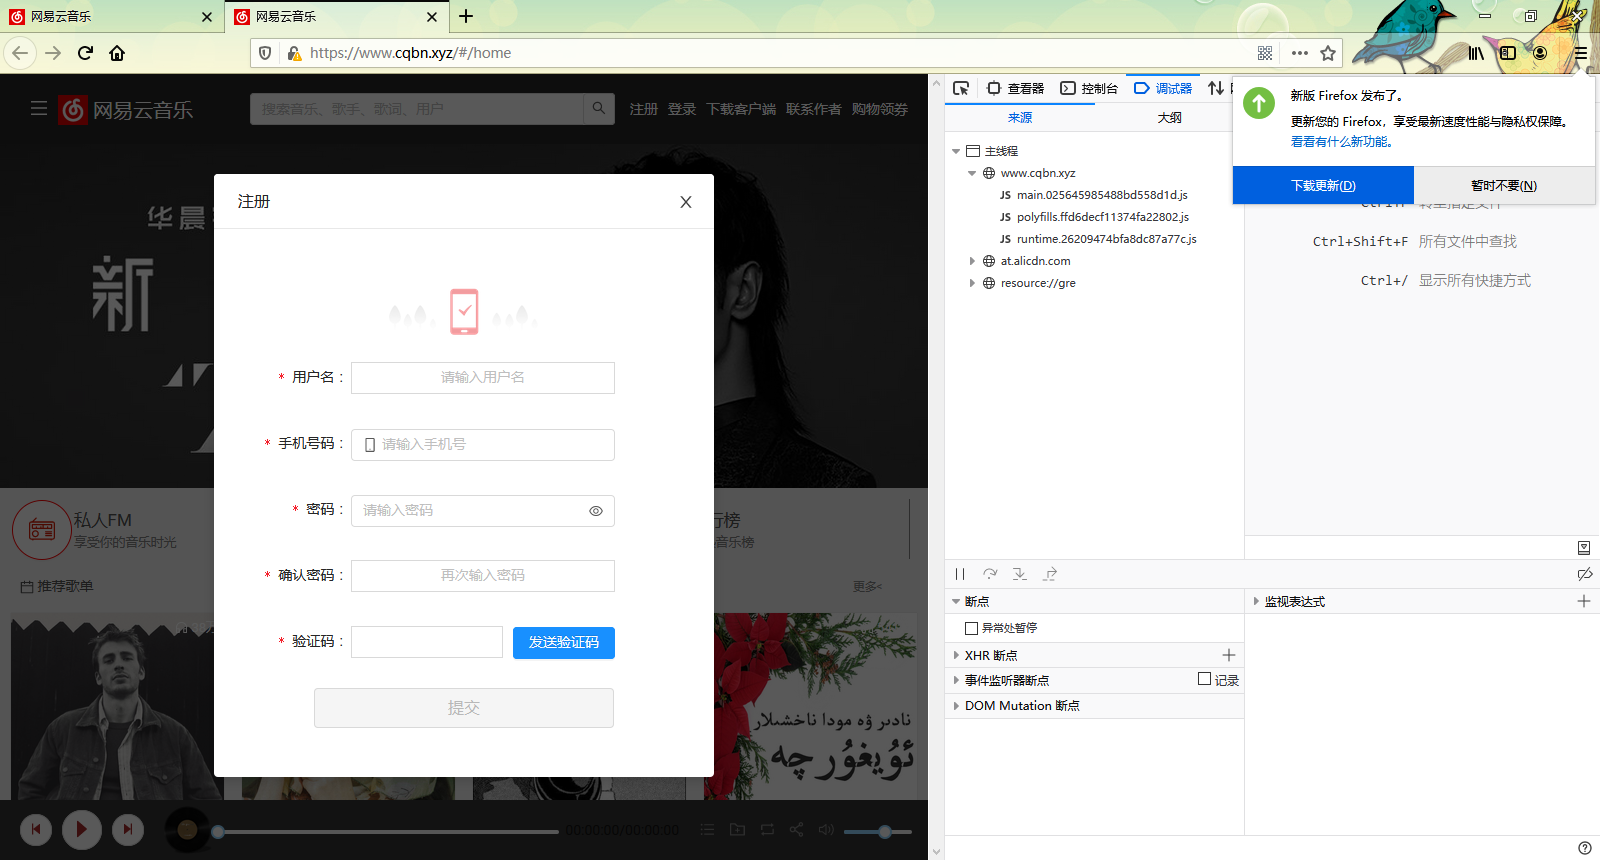 网易云音乐
网易云音乐
https://www.cqbn.xyz/#/home
网易云音乐
搜索音乐、歌手、歌词、用户
注册 登录 下载客户端 联系作者 购物领券
华晨
新
注册
* 用户名：
请输入用户名
* 手机号码：
请输入手机号
* 密码：
请输入密码
* 确认密码：
再次输入密码
* 验证码：
发送验证码
提交
私人FM
享受你的音乐时光
行榜
音乐榜
推荐歌单
更多<
نادىر ۋە مودا ناخشىلار
ئۇيغۇرچە
00:00:00/00:00:00
查看器
控制台
调试器
来源
大纲
主线程
www.cqbn.xyz
JS main.025645985488bd558d1d.js
JS polyfills.ffd6decf11374fa22802.js
JS runtime.26209474bfa8dc87a77c.js
at.alicdn.com
resource://gre
新版 Firefox 发布了。
更新您的 Firefox，享受最新速度性能与隐私权保障。
看看有什么新功能。
下载更新(D)
暂时不要(N)
Ctrl+P 转至指定文件
Ctrl+Shift+F 所有文件中查找
Ctrl+/ 显示所有快捷方式
断点
异常处暂停
XHR 断点
事件监听器断点
记录
DOM Mutation 断点
监视表达式